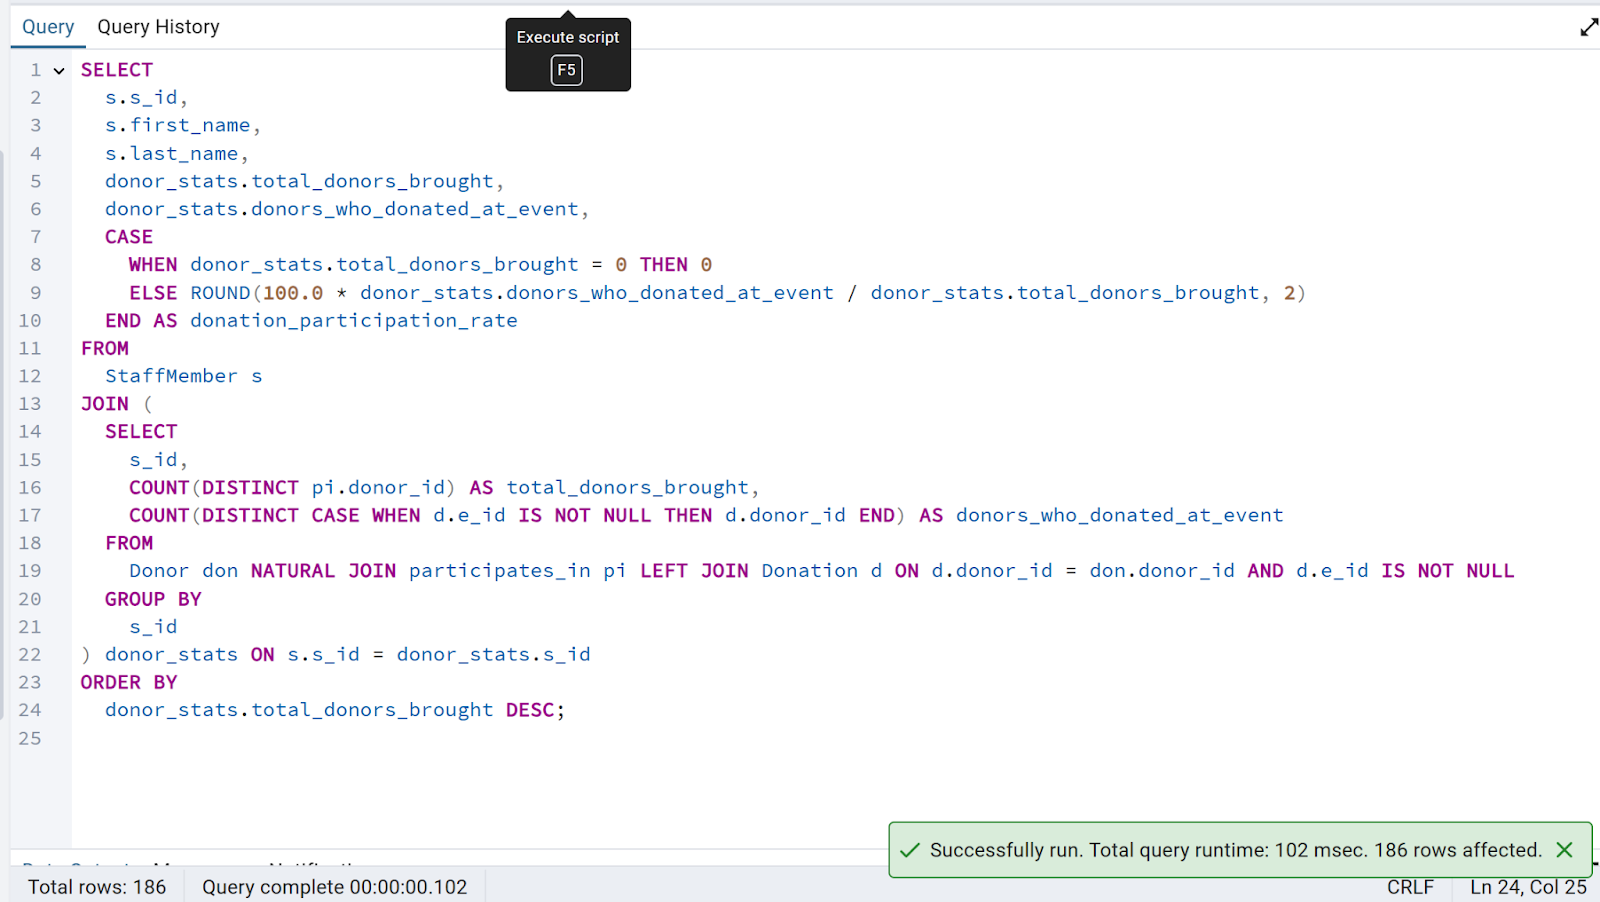 Query Query History
Execute script
F5
1 SELECT
2 s.s_id,
3 s.first_name,
4 s.last_name,
5 donor_stats.total_donors_brought,
6 donor_stats.donors_who_donated_at_event,
7 CASE
8 WHEN donor_stats.total_donors_brought = 0 THEN 0
9 ELSE ROUND(100.0 * donor_stats.donors_who_donated_at_event / donor_stats.total_donors_brought, 2)
10 END AS donation_participation_rate
11 FROM
12 StaffMember s
13 JOIN (
14 SELECT
15 s_id,
16 COUNT(DISTINCT pi.donor_id) AS total_donors_brought,
17 COUNT(DISTINCT CASE WHEN d.e_id IS NOT NULL THEN d.donor_id END) AS donors_who_donated_at_event
18 FROM
19 Donor don NATURAL JOIN participates_in pi LEFT JOIN Donation d ON d.donor_id = don.donor_id AND d.e_id IS NOT NULL
20 GROUP BY
21 s_id
22 ) donor_stats ON s.s_id = donor_stats.s_id
23 ORDER BY
24 donor_stats.total_donors_brought DESC;
25
Successfully run. Total query runtime: 102 msec. 186 rows affected.
Total rows: 186 Query complete 00:00:00.102 CRLF Ln 24, Col 25